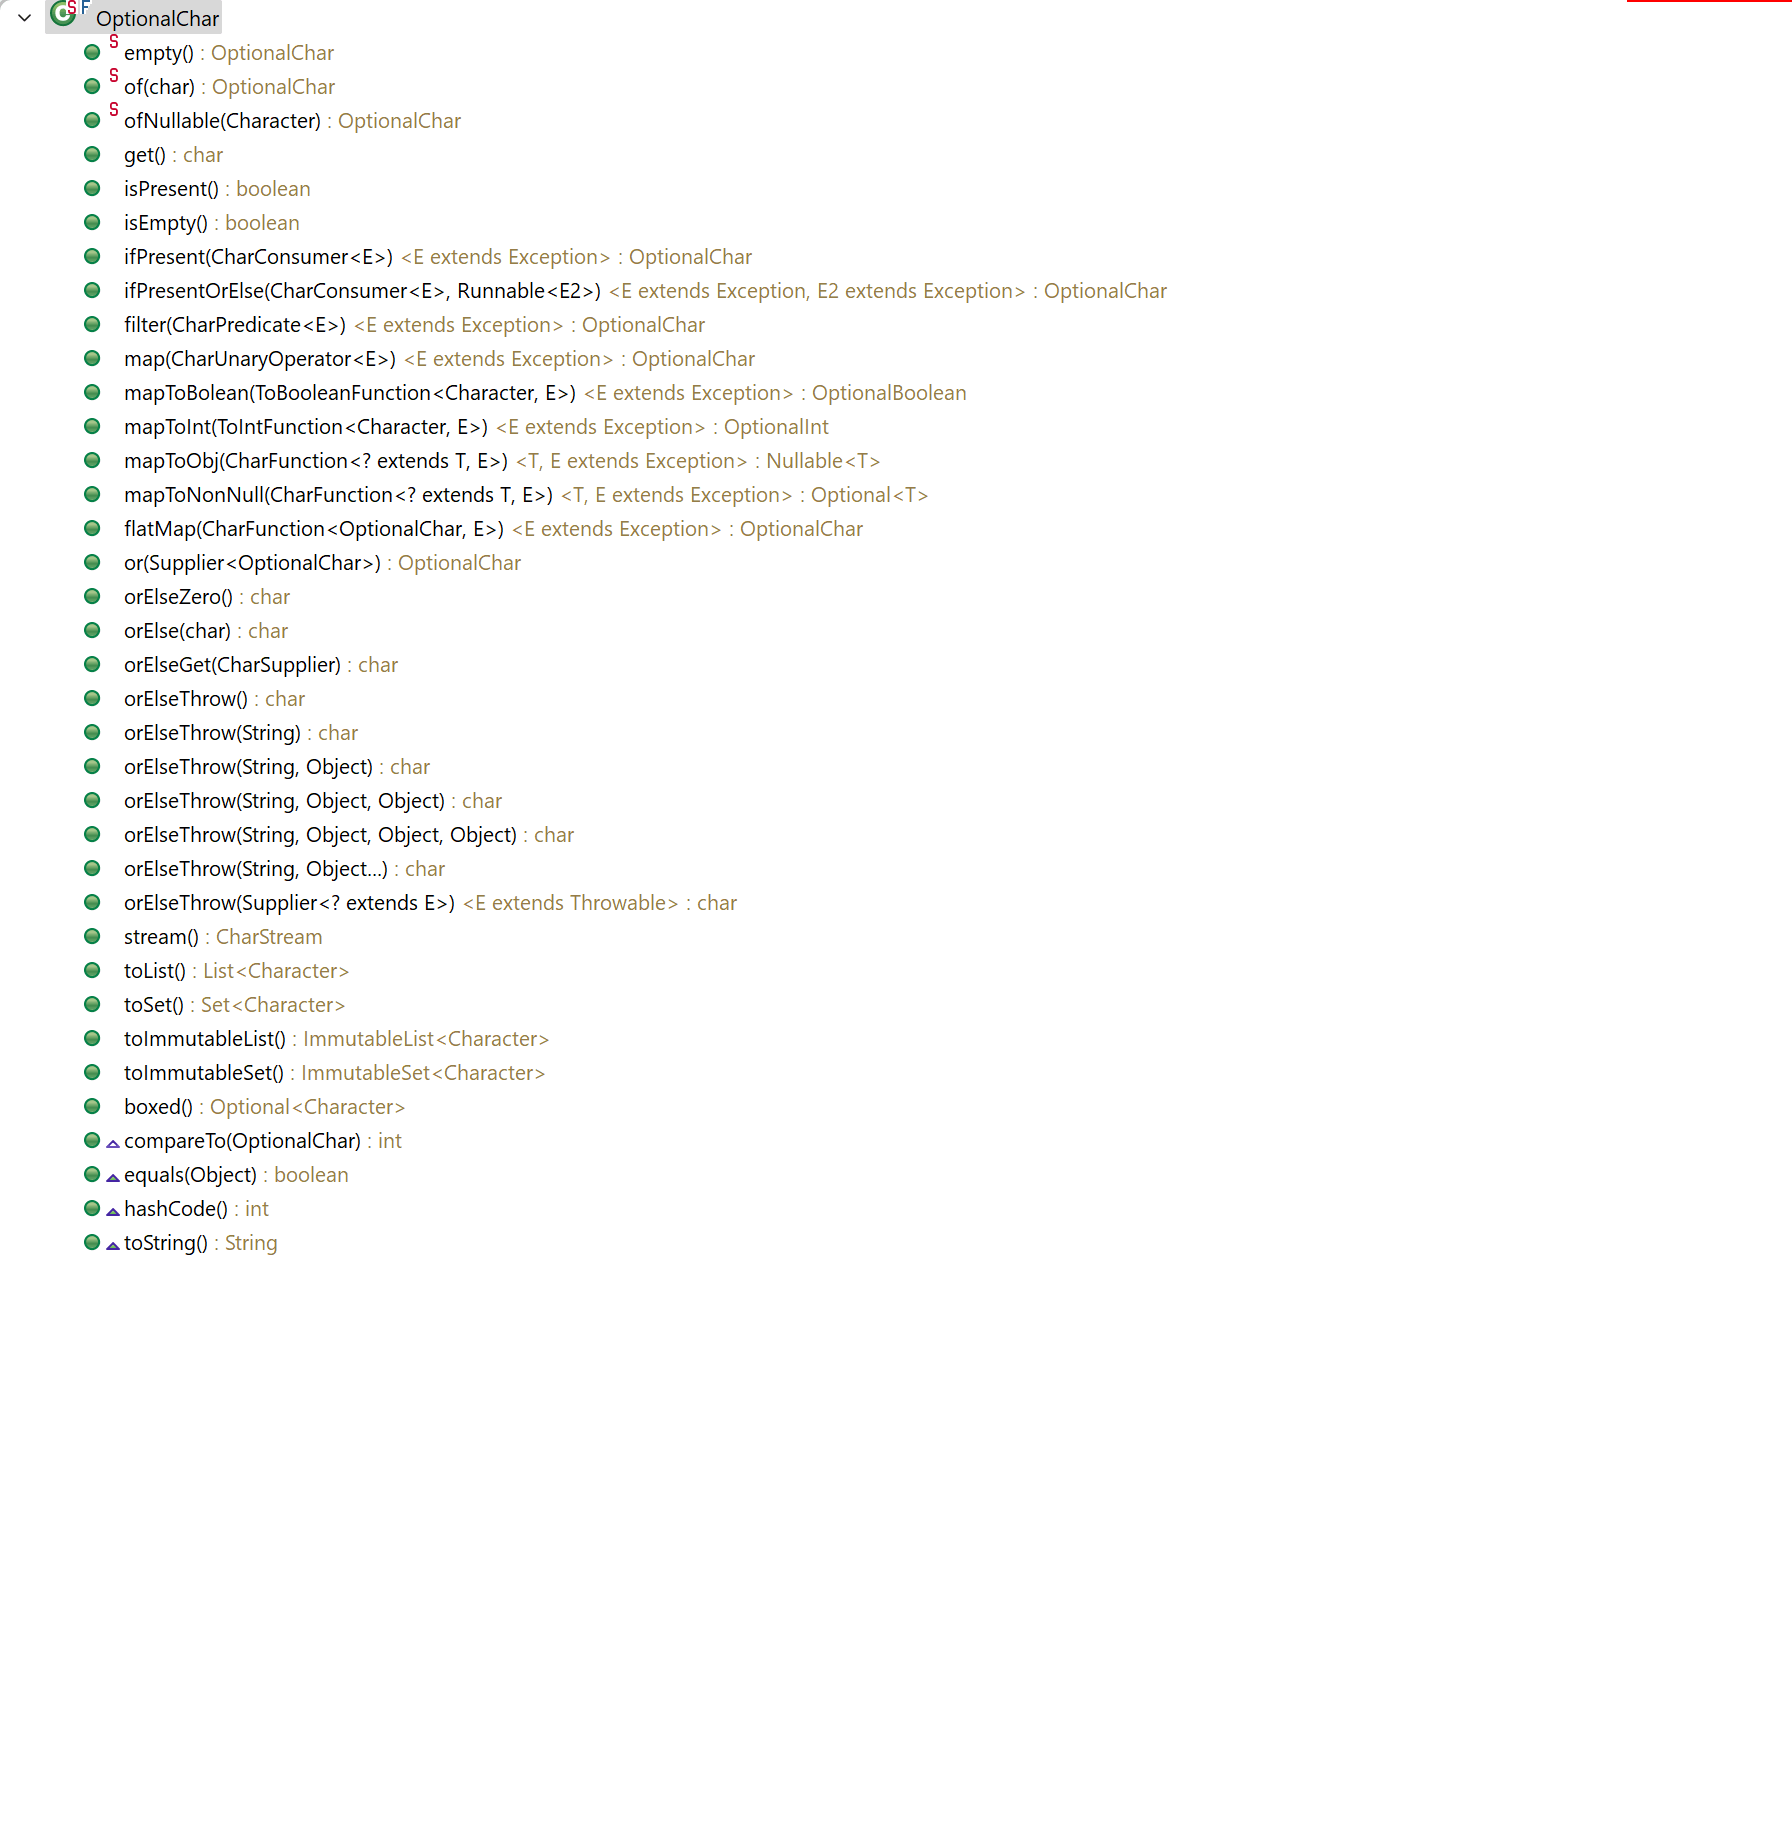 OptionalChar
empty() : OptionalChar
of(char) : OptionalChar
ofNullable(Character) : OptionalChar
get() : char
isPresent() : boolean
isEmpty() : boolean
ifPresent(CharConsumer<E>) <E extends Exception> : OptionalChar
ifPresentOrElse(CharConsumer<E>, Runnable<E2>) <E extends Exception, E2 extends Exception> : OptionalChar
filter(CharPredicate<E>) <E extends Exception> : OptionalChar
map(CharUnaryOperator<E>) <E extends Exception> : OptionalChar
mapToBolean(ToBooleanFunction<Character, E>) <E extends Exception> : OptionalBoolean
mapToInt(ToIntFunction<Character, E>) <E extends Exception> : OptionalInt
mapToObj(CharFunction<? extends T, E>) <T, E extends Exception> : Nullable<T>
mapToNonNull(CharFunction<? extends T, E>) <T, E extends Exception> : Optional<T>
flatMap(CharFunction<OptionalChar, E>) <E extends Exception> : OptionalChar
or(Supplier<OptionalChar>) : OptionalChar
orElseZero() : char
orElse(char) : char
orElseGet(CharSupplier) : char
orElseThrow() : char
orElseThrow(String) : char
orElseThrow(String, Object) : char
orElseThrow(String, Object, Object) : char
orElseThrow(String, Object, Object, Object) : char
orElseThrow(String, Object...) : char
orElseThrow(Supplier<? extends E>) <E extends Throwable> : char
stream() : CharStream
toList() : List<Character>
toSet() : Set<Character>
toImmutableList() : ImmutableList<Character>
toImmutableSet() : ImmutableSet<Character>
boxed() : Optional<Character>
compareTo(OptionalChar) : int
equals(Object) : boolean
hashCode() : int
toString() : String